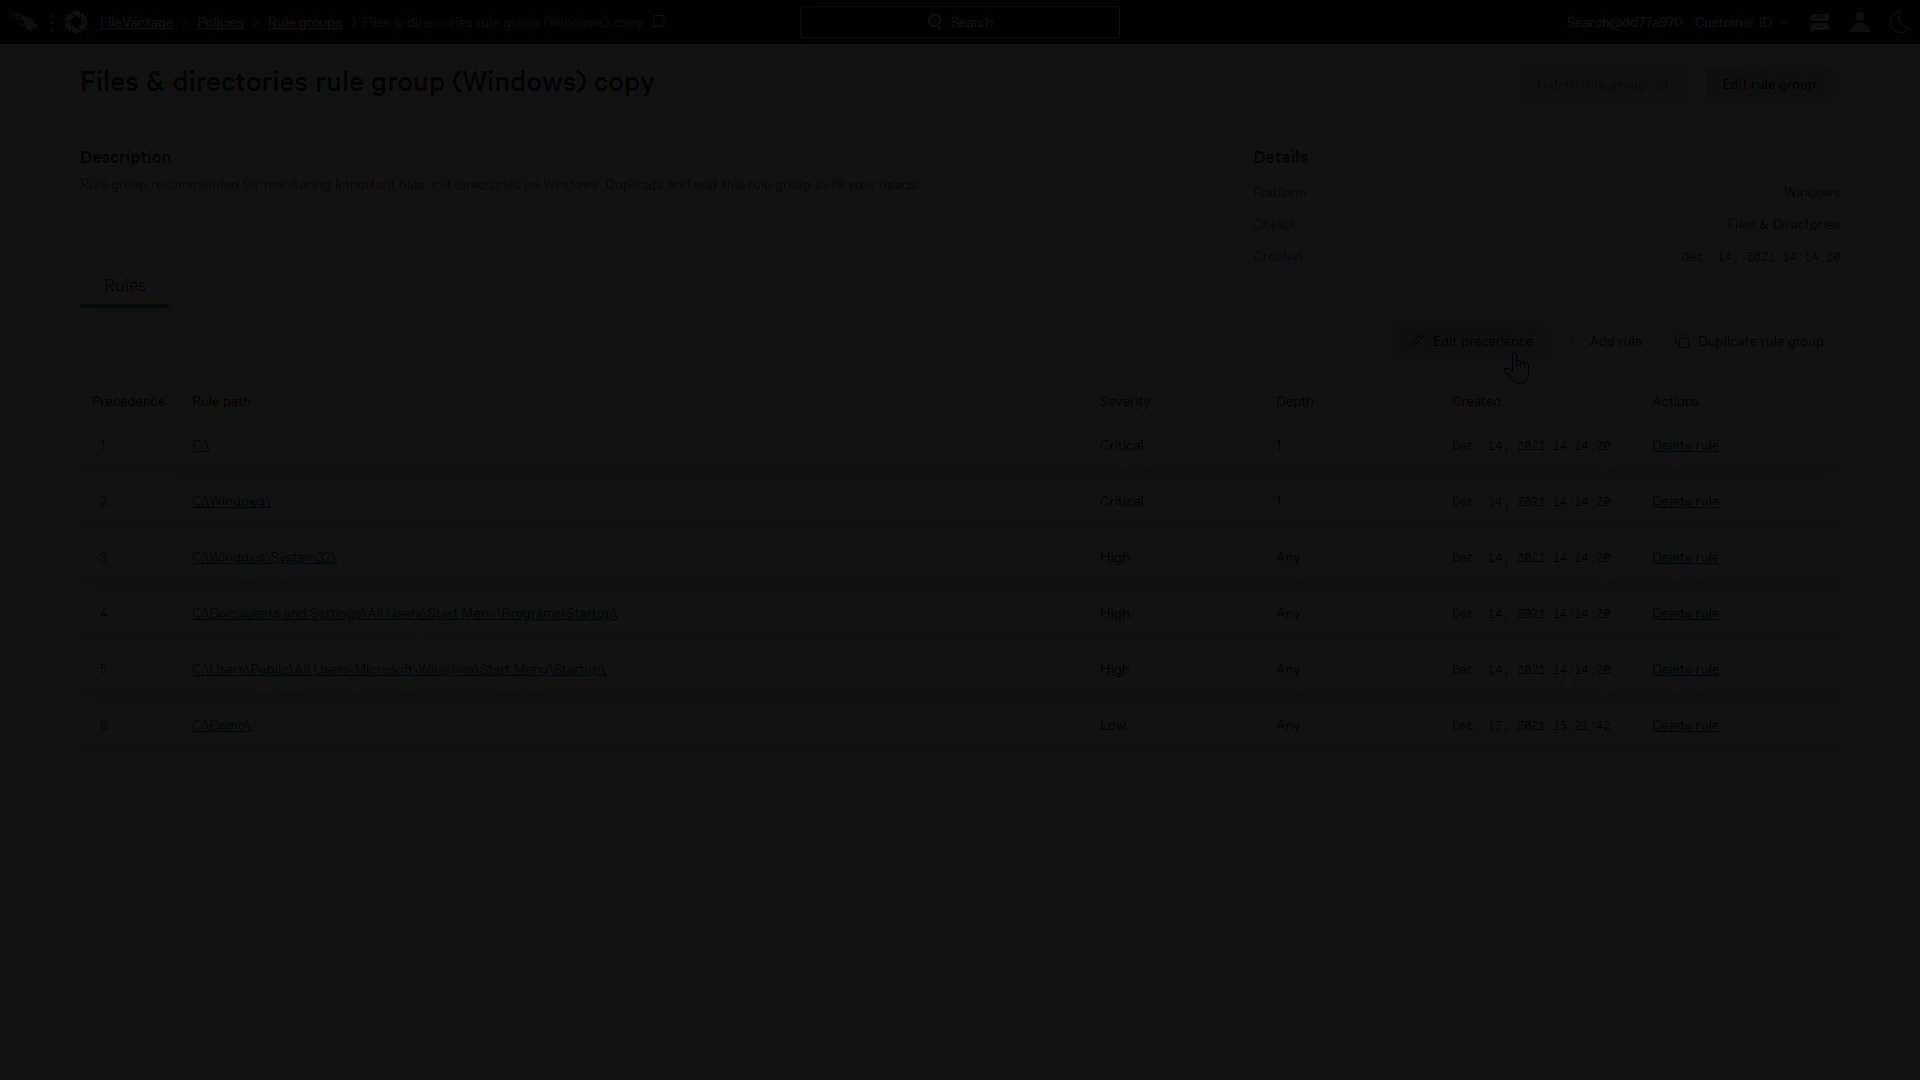 FileVantage > Policies > Rule groups > Files & directories rule group (Windows) copy
Search
Search@dd77a970 Customer ID
Files & directories rule group (Windows) copy
Delete rule group
Edit rule group
Description
Rule group recommended for monitoring important files and directories on Windows. Duplicate and edit this rule group to fit your needs.
Details
Platform Windows
Object Files & Directories
Created Dec. 14, 2021 14:14:20
Rules
Edit precedence + Add rule Duplicate rule group
Precedence Rule path Severity Depth Created Actions
1 C:\ Critical 1 Dec. 14, 2021 14:14:20 Delete rule
2 C:\Windows\ Critical 1 Dec. 14, 2021 14:14:20 Delete rule
3 C:\Windows\System32\ High Any Dec. 14, 2021 14:14:20 Delete rule
4 C:\Documents and Settings\All Users\Start Menu\Programs\Startup\ High Any Dec. 14, 2021 14:14:20 Delete rule
5 C:\Users\Public\All Users\Microsoft\Windows\Start Menu\Startup\ High Any Dec. 14, 2021 14:14:20 Delete rule
6 C:\Demo\ Low Any Dec. 17, 2021 15:21:42 Delete rule